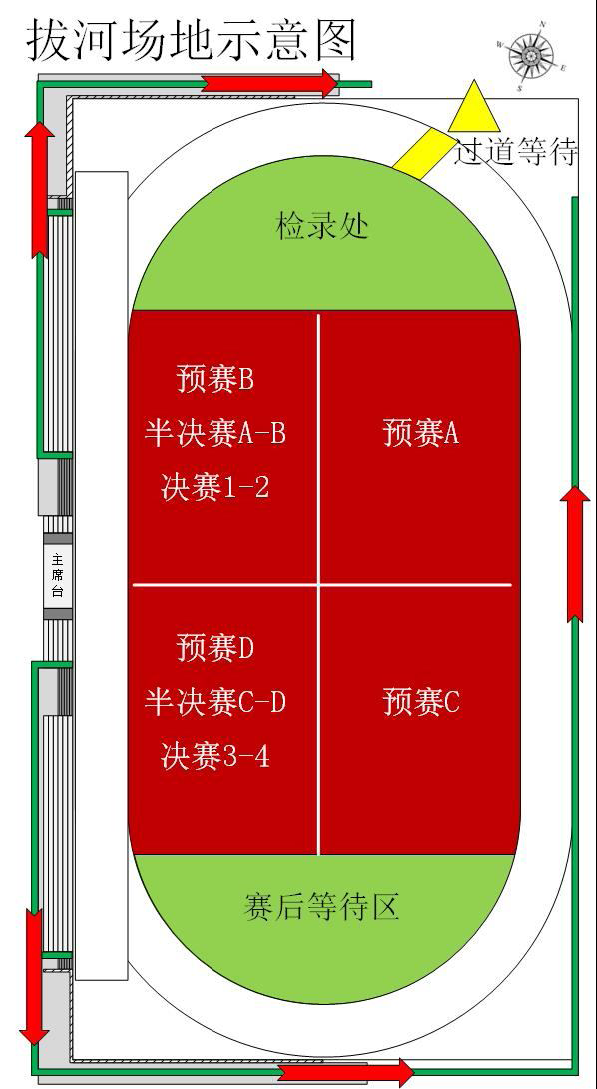 拔河场地示意图
N
W
E
S
过道等待
检录处
预赛B
半决赛A-B
决赛1-2
预赛A
主席台
预赛D
半决赛C-D
决赛3-4
预赛C
赛后等待区